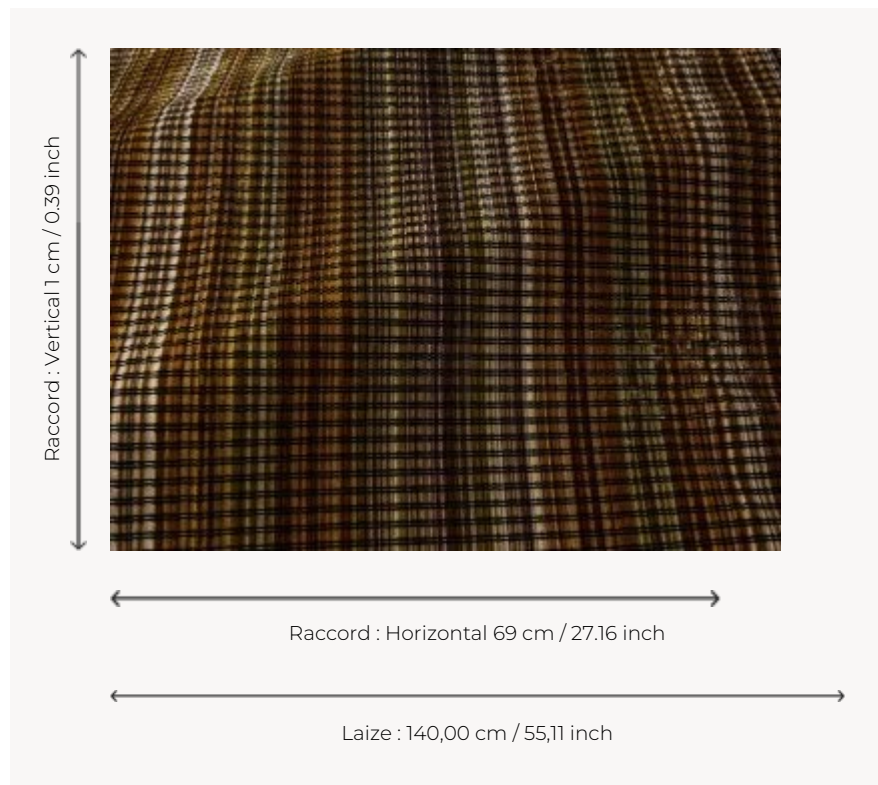 Raccord : Vertical 1 cm / 0.39 inch
Raccord : Horizontal 69 cm / 27.16 inch
Laize : 140,00 cm / 55,11 inch